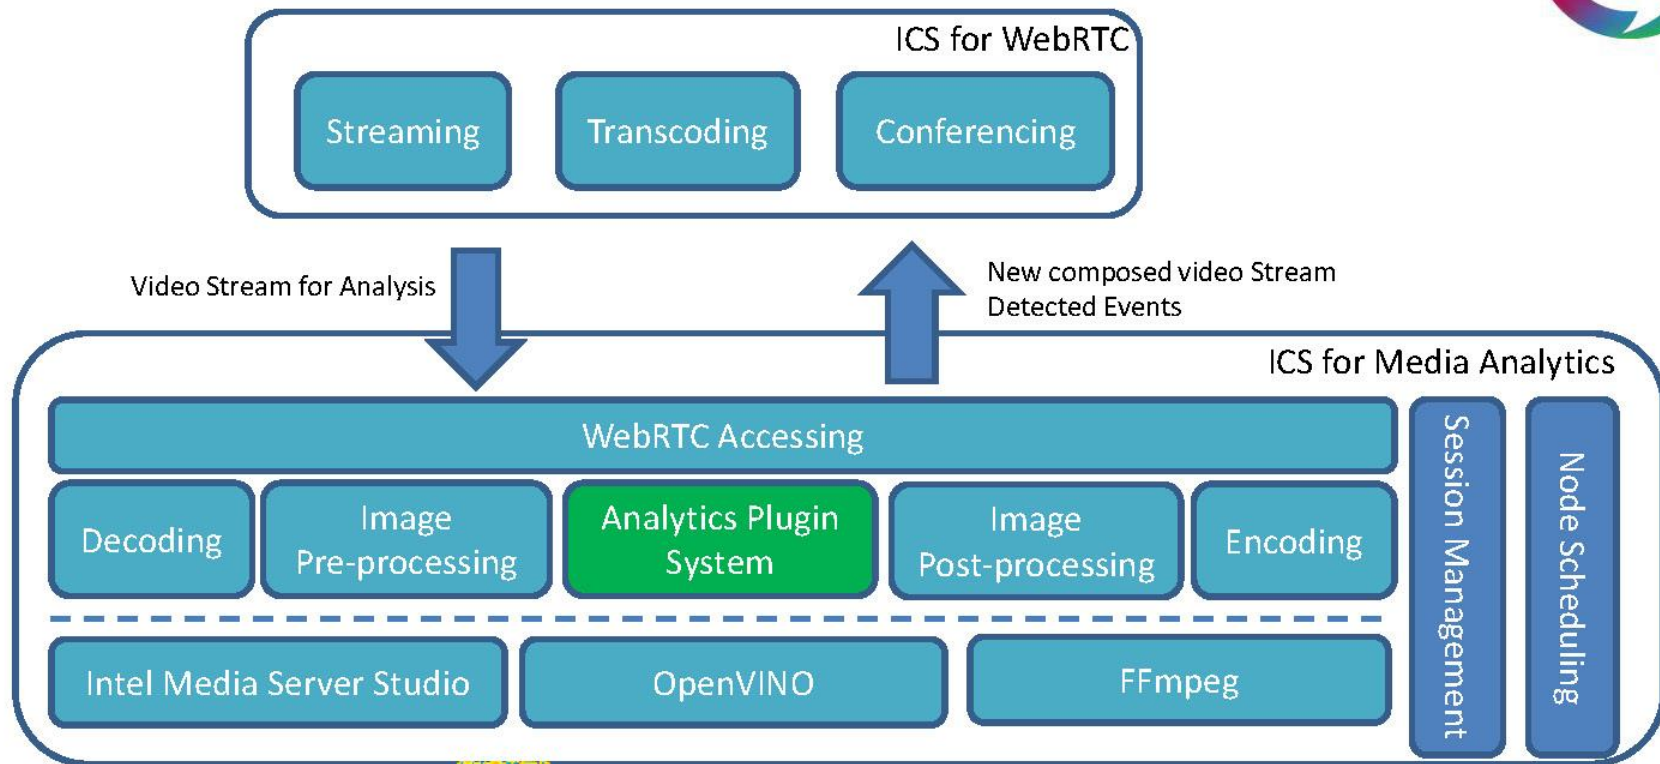 ICS for WebRTC
Streaming
Transcoding
Conferencing
Video Stream for Analysis
New composed video Stream
Detected Events
ICS for Media Analytics
WebRTC Accessing
Decoding
Image
Pre-processing
Analytics Plugin
System
Image
Post-processing
Encoding
Session Management
Node Scheduling
Intel Media Server Studio
OpenVINO
FFmpeg